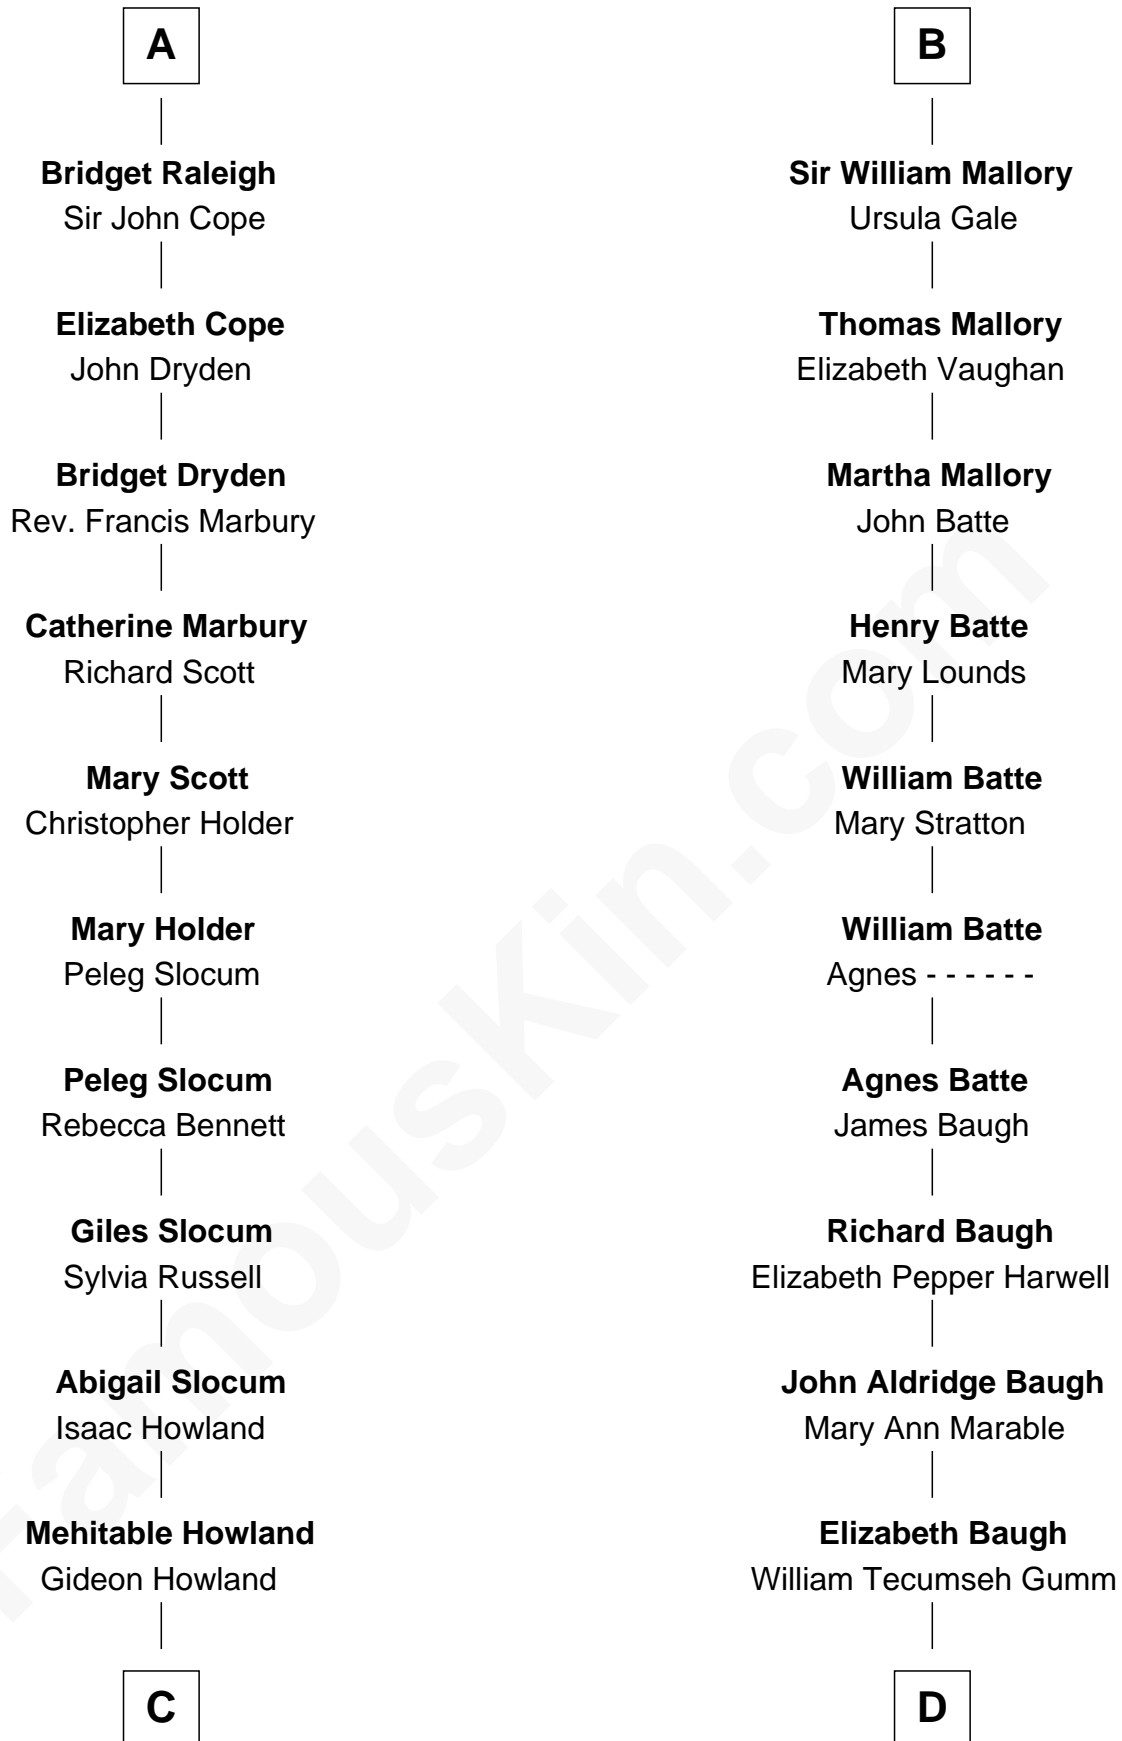 A
Bridget Raleigh
Sir John Cope
Elizabeth Cope
John Dryden
Bridget Dryden
Rev. Francis Marbury
Catherine Marbury
Richard Scott
Mary Scott
Christopher Holder
Mary Holder
Peleg Slocum
Peleg Slocum
Rebecca Bennett
Giles Slocum
Sylvia Russell
Abigail Slocum
Isaac Howland
Mehitable Howland
Gideon Howland
C
B
Sir William Mallory
Ursula Gale
Thomas Mallory
Elizabeth Vaughan
Martha Mallory
John Batte
Henry Batte
Mary Lounds
William Batte
Mary Stratton
William Batte
Agnes - - - - - -
Agnes Batte
James Baugh
Richard Baugh
Elizabeth Pepper Harwell
John Aldridge Baugh
Mary Ann Marable
Elizabeth Baugh
William Tecumseh Gumm
D
FamousKin.com